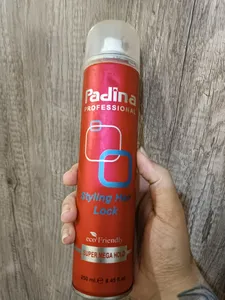 Padina
PROFESSIONAL
Styling Hair
Lock
eco Friendly
SUPER MEGA HOLD